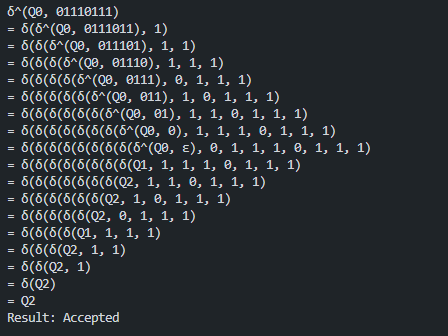 δ^(Q0, 01110111)
= δ(δ^(Q0, 0111011), 1)
= δ(δ(δ^(Q0, 011101), 1, 1)
= δ(δ(δ(δ^(Q0, 01110), 1, 1, 1)
= δ(δ(δ(δ(δ^(Q0, 0111), 0, 1, 1, 1)
= δ(δ(δ(δ(δ(δ^(Q0, 011), 1, 0, 1, 1, 1)
= δ(δ(δ(δ(δ(δ(δ^(Q0, 01), 1, 1, 0, 1, 1, 1)
= δ(δ(δ(δ(δ(δ(δ(δ^(Q0, 0), 1, 1, 1, 0, 1, 1, 1)
= δ(δ(δ(δ(δ(δ(δ(δ(δ^(Q0, ε), 0, 1, 1, 1, 0, 1, 1, 1)
= δ(δ(δ(δ(δ(δ(δ(δ(Q1, 1, 1, 1, 0, 1, 1, 1)
= δ(δ(δ(δ(δ(δ(δ(Q2, 1, 1, 0, 1, 1, 1)
= δ(δ(δ(δ(δ(δ(Q2, 1, 0, 1, 1, 1)
= δ(δ(δ(δ(δ(Q2, 0, 1, 1, 1)
= δ(δ(δ(δ(Q1, 1, 1, 1)
= δ(δ(δ(Q2, 1, 1)
= δ(δ(Q2, 1)
= δ(Q2)
= Q2
Result: Accepted